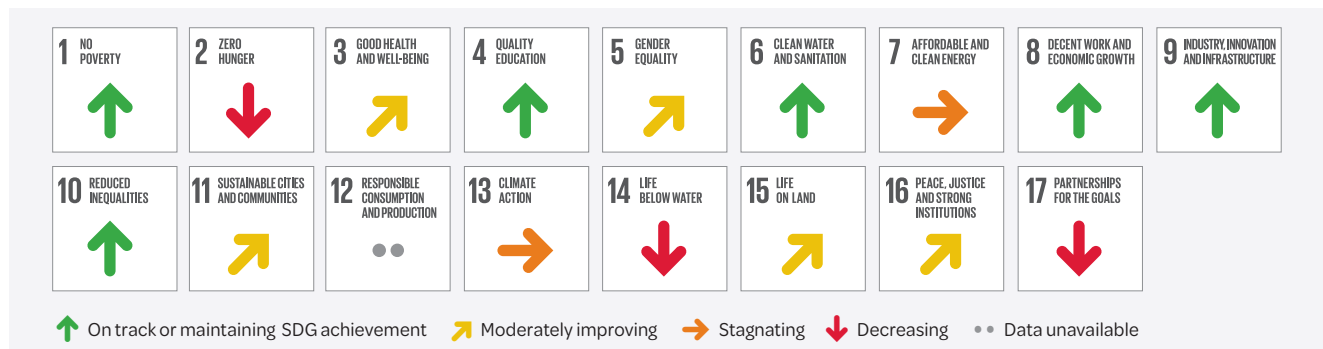 1 NO
POVERTY
2 ZERO
HUNGER
3 GOOD HEALTH
AND WELL-BEING
4 QUALITY
EDUCATION
5 GENDER
EQUALITY
6 CLEAN WATER
AND SANITATION
7 AFFORDABLE AND
CLEAN ENERGY
8 DECENT WORK AND
ECONOMIC GROWTH
9 INDUSTRY, INNOVATION
AND INFRASTRUCTURE
10 REDUCED
INEQUALITIES
11 SUSTAINABLE CITIES
AND COMMUNITIES
12 RESPONSIBLE
CONSUMPTION
AND PRODUCTION
13 CLIMATE
ACTION
14 LIFE
BELOW WATER
15 LIFE
ON LAND
16 PEACE, JUSTICE
AND STRONG
INSTITUTIONS
17 PARTNERSHIPS
FOR THE GOALS
On track or maintaining SDG achievement
Moderately improving
Stagnating
Decreasing
Data unavailable